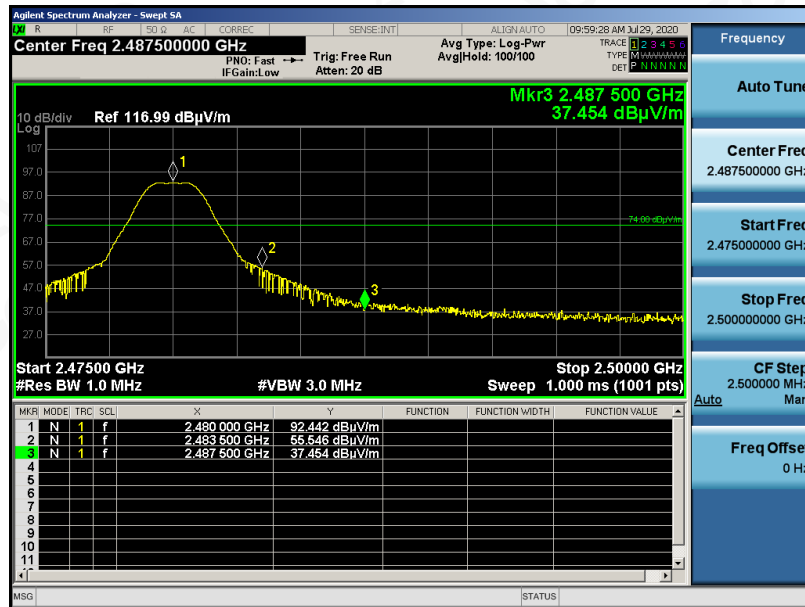 Agilent Spectrum Analyzer - Swept SA
LXI R RF 50 Ω AC CORREC SENSE:INT ALIGN AUTO 09:59:28 AM Jul 29, 2020
Center Freq 2.487500000 GHz
PNO: Fast
IFGain:Low
Trig: Free Run
Atten: 20 dB
Avg Type: Log-Pwr
Avg|Hold: 100/100
TRACE 1 2 3 4 5 6
TYPE M WWWWW
DET P N N N N N
Mkr3 2.487 500 GHz
37.454 dBµV/m
10 dB/div Ref 116.99 dBµV/m
Log
107
97.0
87.0
77.0
67.0
57.0
47.0
37.0
27.0
1
2
3
74.00 dBµV/m
Start 2.47500 GHz Stop 2.50000 GHz
#Res BW 1.0 MHz #VBW 3.0 MHz Sweep 1.000 ms (1001 pts)
MKR MODE TRC SCL X Y FUNCTION FUNCTION WIDTH FUNCTION VALUE
1 N 1 f 2.480 000 GHz 92.442 dBµV/m
2 N 1 f 2.483 500 GHz 55.546 dBµV/m
3 N 1 f 2.487 500 GHz 37.454 dBµV/m
4
5
6
7
8
9
10
11
MSG STATUS
Frequency
Auto Tune
Center Freq
2.487500000 GHz
Start Freq
2.475000000 GHz
Stop Freq
2.500000000 GHz
CF Step
2.500000 MHz
Auto Man
Freq Offset
0 Hz